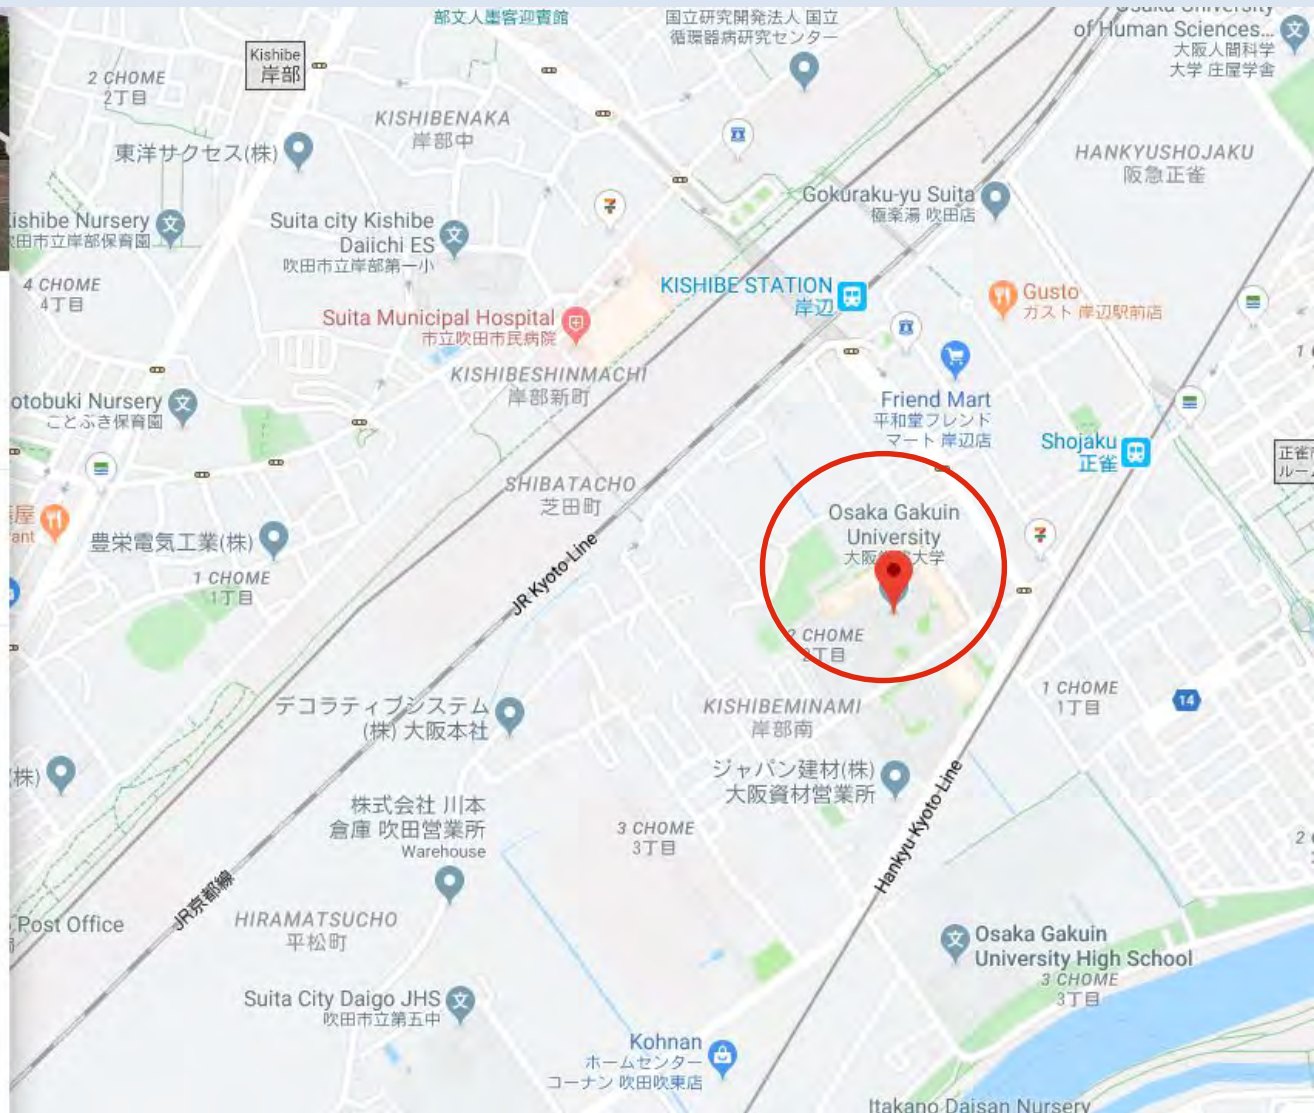 部文人墨客迎賓館
国立研究開発法人 国立
循環器病研究センター
of Human Sciences...
大阪人間科学
大学 庄屋学舎
Kishibe
岸部
2 CHOME
2丁目
KISHIBENAKA
岸部中
東洋サクセス(株)
HANKYUSHOJAKU
阪急正雀
Gokuraku-yu Suita
極楽湯 吹田店
ishibe Nursery
吹田市立岸部保育園
Suita city Kishibe
Daiichi ES
吹田市立岸部第一小
4 CHOME
4丁目
KISHIBE STATION
岸辺
Gusto
ガスト 岸辺駅前店
Suita Municipal Hospital
市立吹田市民病院
KISHIBESHINMACHI
岸部新町
otobuki Nursery
ことぶき保育園
Friend Mart
平和堂フレンド
マート 岸辺店
Shojaku
正雀
正雀
ルーム
SHIBATACHO
芝田町
Osaka Gakuin
University
大阪 大学
屋
ant
豊栄電気工業(株)
1 CHOME
1丁目
JR Kyoto Line
2 CHOME
2丁目
1 CHOME
1丁目
14
KISHIBEMINAMI
岸部南
デコラティブシステム
(株) 大阪本社
(株)
ジャパン建材(株)
大阪資材営業所
株式会社 川本
倉庫 吹田営業所
Warehouse
3 CHOME
3丁目
Hankyu Kyoto Line
JR京都線
Post Office
HIRAMATSUCHO
平松町
Osaka Gakuin
University High School
3 CHOME
3丁目
Suita City Daigo JHS
吹田市立第五中
Kohnan
ホームセンター
コーナン 吹田吹東店
Itakano Daisan Nursery